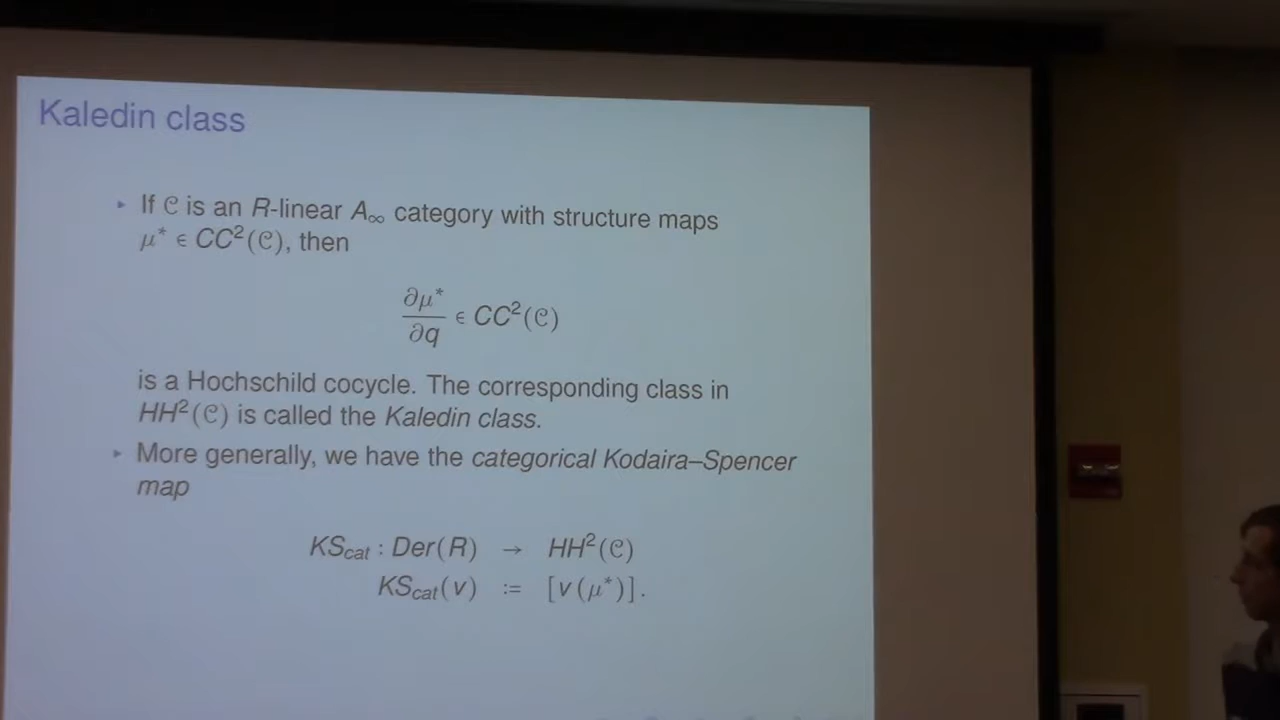 Kaledin class
▸ If 𝒞 is an R-linear A∞ category with structure maps
μ* ∈ CC²(𝒞), then
∂μ*/∂q ∈ CC²(𝒞)
is a Hochschild cocycle. The corresponding class in
HH²(𝒞) is called the Kaledin class.
▸ More generally, we have the categorical Kodaira–Spencer
map
KS_cat : Der(R) → HH²(𝒞)
KS_cat(v) := [v(μ*)].